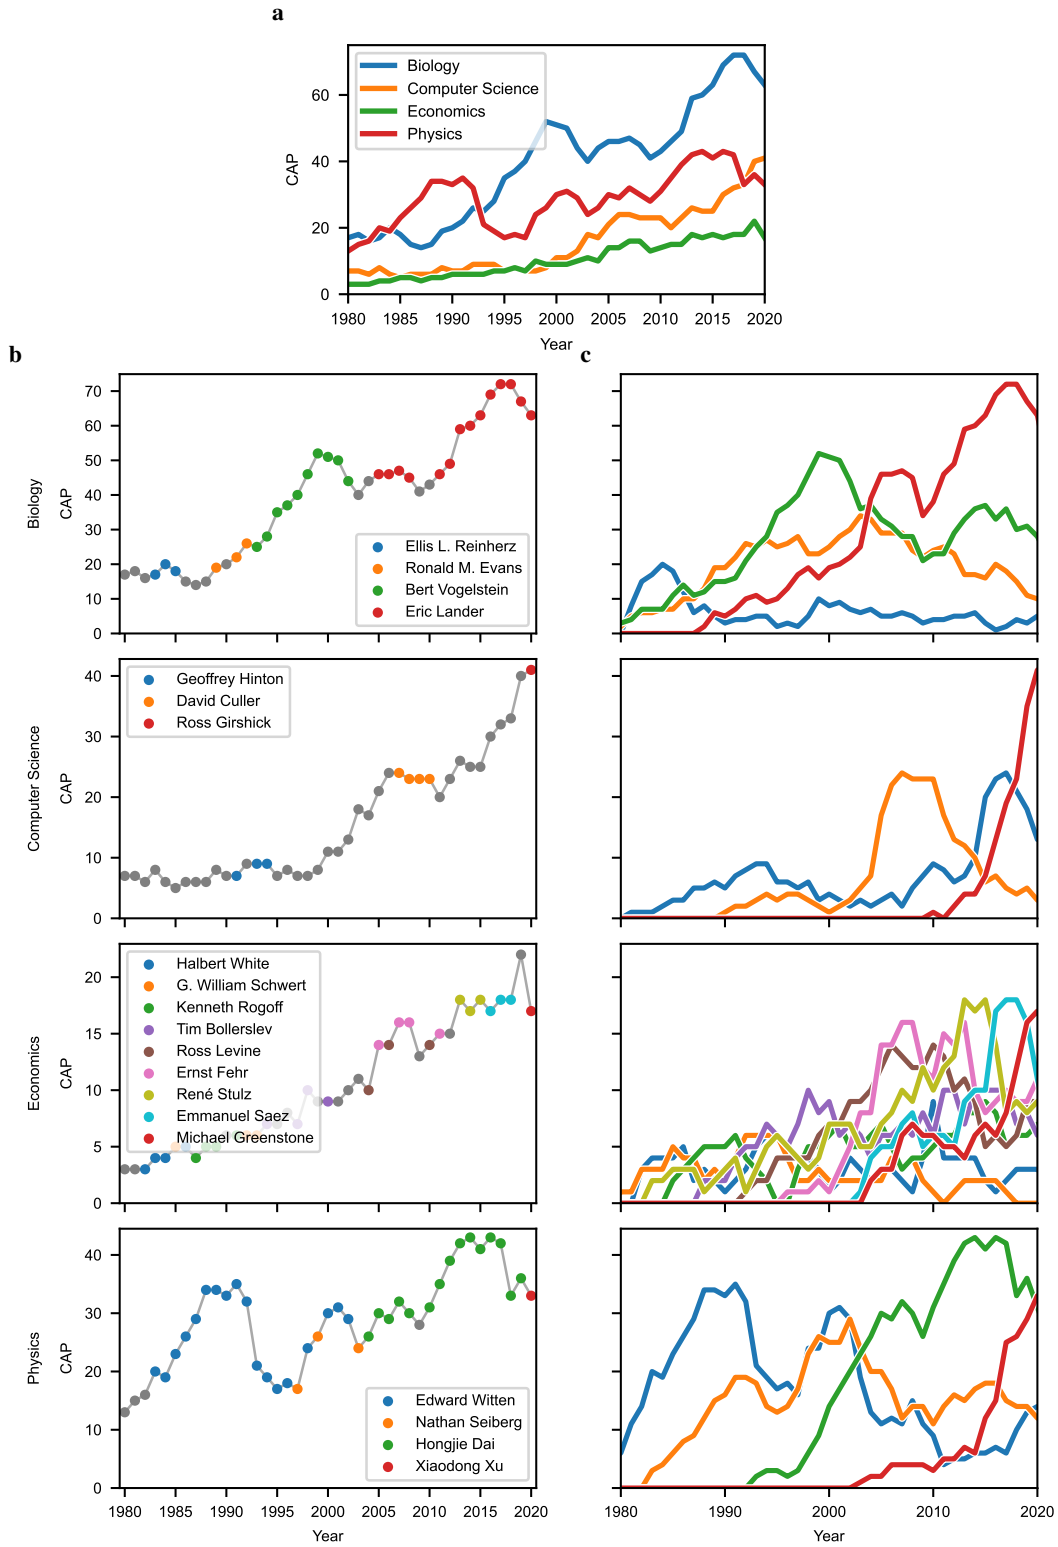 a
Biology
Computer Science
Economics
Physics
CAP
60
40
20
0
1980 1985 1990 1995 2000 2005 2010 2015 2020
Year
b
c
Biology
CAP
70
60
50
40
30
20
10
0
Ellis L. Reinherz
Ronald M. Evans
Bert Vogelstein
Eric Lander
Computer Science
CAP
40
30
20
10
0
Geoffrey Hinton
David Culler
Ross Girshick
Economics
CAP
20
15
10
5
0
Halbert White
G. William Schwert
Kenneth Rogoff
Tim Bollerslev
Ross Levine
Ernst Fehr
René Stulz
Emmanuel Saez
Michael Greenstone
Physics
CAP
40
30
20
10
0
Edward Witten
Nathan Seiberg
Hongjie Dai
Xiaodong Xu
1980 1985 1990 1995 2000 2005 2010 2015 2020
Year
1980 1990 2000 2010 2020
Year